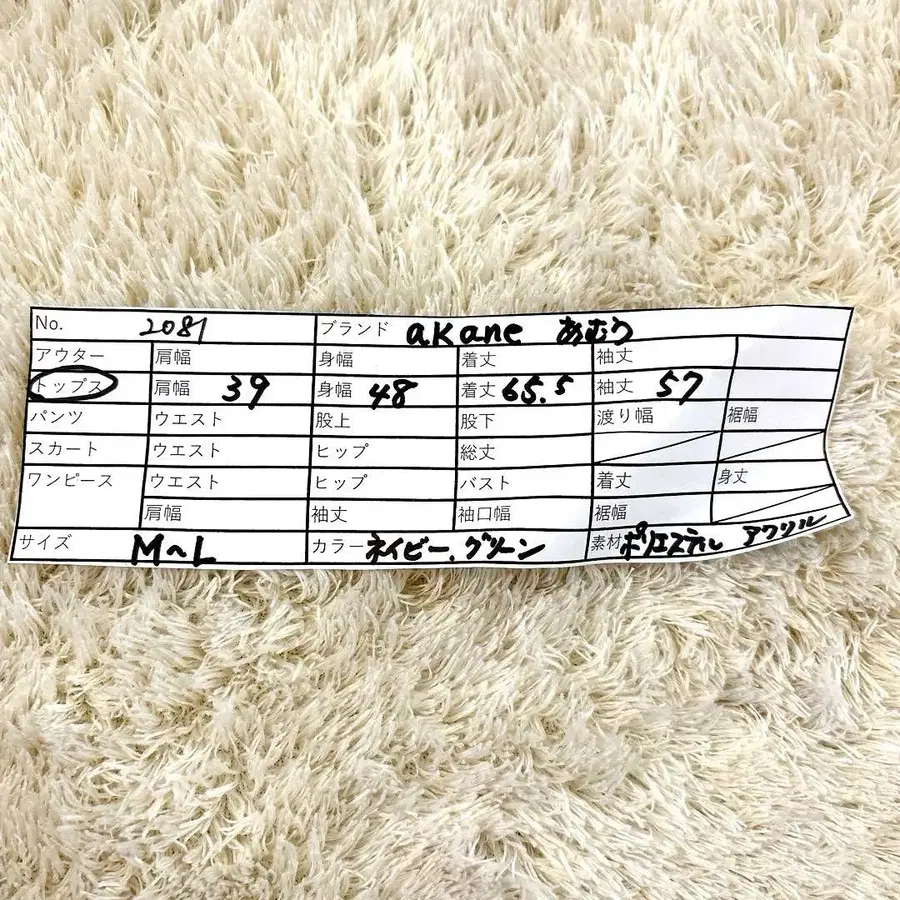 No. 2081 ブランド akane あむう
アウター 肩幅 身幅 着丈 袖丈
トップス 肩幅 39 身幅 48 着丈 65.5 袖丈 57
パンツ ウエスト 股上 股下 渡り幅 裾幅
スカート ウエスト ヒップ 総丈
ワンピース ウエスト ヒップ バスト 着丈 身丈
肩幅 袖丈 袖口幅 裾幅
サイズ M~L カラー ネイビー.グリーン 素材 ポリエステル アクリル